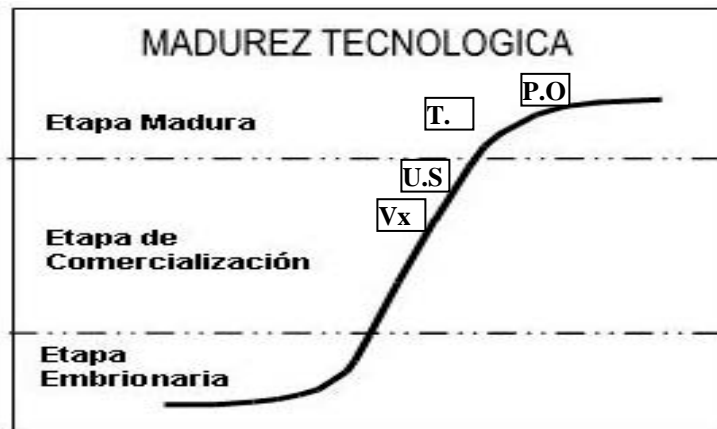 MADUREZ TECNOLOGICA
P.O
T.
Etapa Madura
U.S
Vx
Etapa de
Comercialización
Etapa
Embrionaria